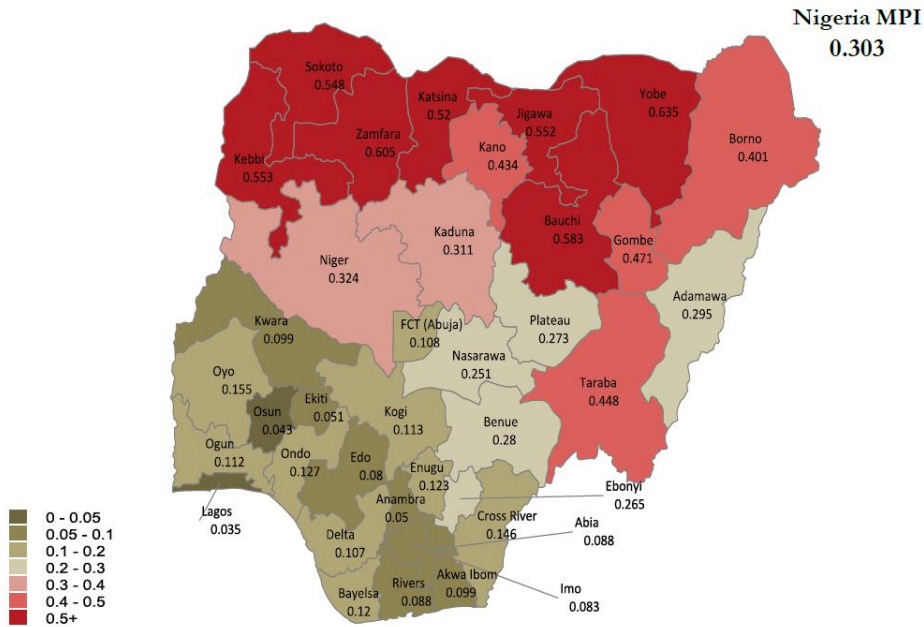 Nigeria MPI
0.303
Sokoto
0.548
Katsina
0.52
Yobe
0.635
Jigawa
0.552
Zamfara
0.605
Kano
0.434
Borno
0.401
Kebbi
0.553
Bauchi
0.583
Kaduna
0.311
Gombe
0.471
Niger
0.324
Adamawa
0.295
Kwara
0.099
FCT (Abuja)
0.108
Plateau
0.273
Nasarawa
0.251
Oyo
0.155
Taraba
0.448
Ekiti
0.051
Osun
0.043
Kogi
0.113
Benue
0.28
Ogun
0.112
Ondo
0.127
Edo
0.08
Enugu
0.123
Ebonyi
0.265
Anambra
0.05
Lagos
0.035
Cross River
0.146
Abia
0.088
Delta
0.107
Akwa Ibom
0.099
Rivers
0.088
Imo
0.083
Bayelsa
0.12
0 - 0.05
0.05 - 0.1
0.1 - 0.2
0.2 - 0.3
0.3 - 0.4
0.4 - 0.5
0.5+